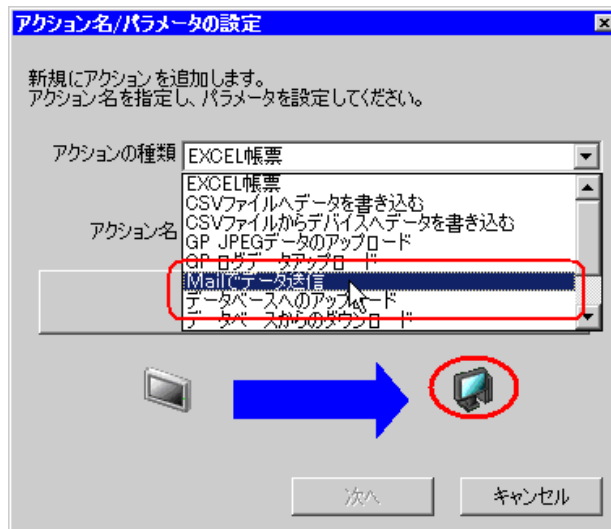 アクション名/パラメータの設定
新規にアクションを追加します。
アクション名を指定し、パラメータを設定してください。
アクションの種類 EXCEL帳票
EXCEL帳票
CSVファイルへデータを書き込む
CSVファイルからデバイスへデータを書き込む
アクション名
GP JPEGデータのアップロード
GP ログデータアップロード
Mailでデータ送信
データベースへのアップロード
データベースからのダウンロード
次へ
キャンセル